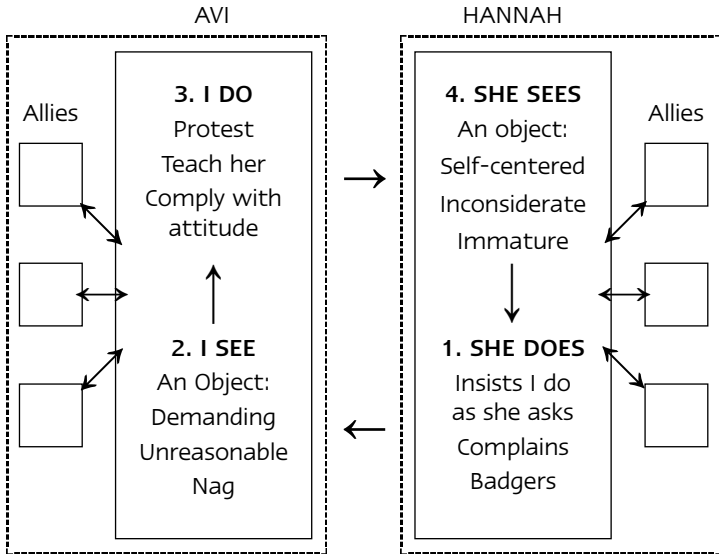 AVI
HANNAH
Allies
3. I DO
Protest
Teach her
Comply with
attitude
2. I SEE
An Object:
Demanding
Unreasonable
Nag
4. SHE SEES
An object:
Self-centered
Inconsiderate
Immature
1. SHE DOES
Insists I do
as she asks
Complains
Badgers
Allies